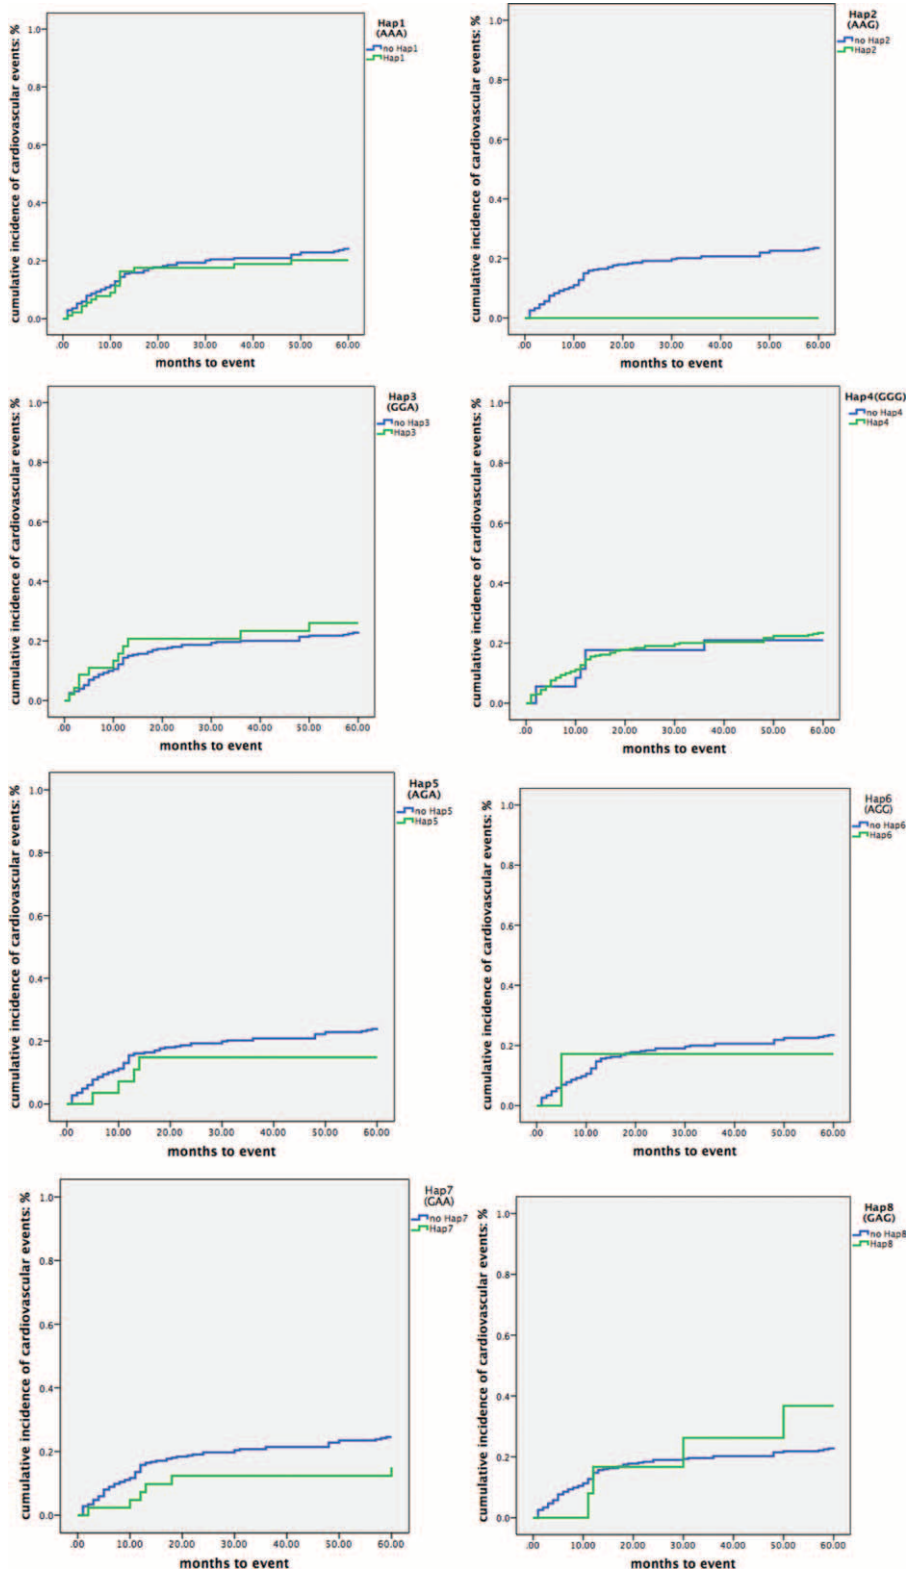 Hap1
(AAA)
no Hap1
Hap1
cumulative incidence of cardiovascular events: %
1.0
0.8
0.6
0.4
0.2
0.0
.00 10.00 20.00 30.00 40.00 50.00 60.00
months to event
Hap2
(AAG)
no Hap2
Hap2
cumulative incidence of cardiovascular events: %
1.0
0.8
0.6
0.4
0.2
0.0
.00 10.00 20.00 30.00 40.00 50.00 60.00
months to event
Hap3
(GGA)
no Hap3
Hap3
cumulative incidence of cardiovascular events: %
1.0
0.8
0.6
0.4
0.2
0.0
.00 10.00 20.00 30.00 40.00 50.00 60.00
months to event
Hap4(GGG)
no Hap4
Hap4
cumulative incidence of cardiovascular events: %
1.0
0.8
0.6
0.4
0.2
0.0
.00 10.00 20.00 30.00 40.00 50.00 60.00
months to event
Hap5
(AGA)
no Hap5
Hap5
cumulative incidence of cardiovascular events: %
1.0
0.8
0.6
0.4
0.2
0.0
.00 10.00 20.00 30.00 40.00 50.00 60.00
months to event
Hap6
(AGG)
no Hap6
Hap6
cumulative incidence of cardiovascular events: %
1.0
0.8
0.6
0.4
0.2
0.0
.00 10.00 20.00 30.00 40.00 50.00 60.00
months to event
Hap7
(GAA)
no Hap7
Hap7
cumulative incidence of cardiovascular events: %
1.0
0.8
0.6
0.4
0.2
0.0
.00 10.00 20.00 30.00 40.00 50.00 60.00
months to event
Hap8
(GAG)
no Hap8
Hap8
cumulative incidence of cardiovascular events: %
1.0
0.8
0.6
0.4
0.2
0.0
.00 10.00 20.00 30.00 40.00 50.00 60.00
months to event